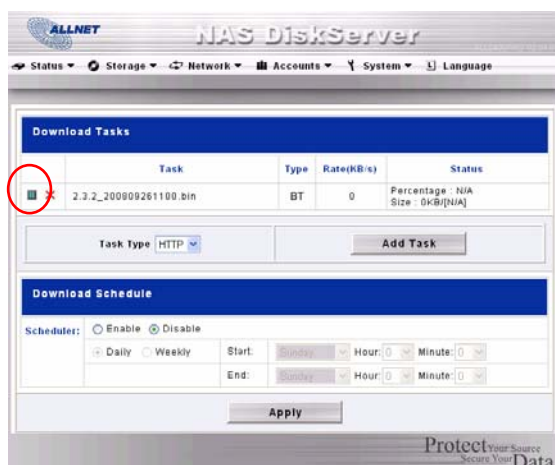 ALLNET
NAS DiskServer
Status Storage Network Accounts System Language
Download Tasks
Task Type Rate(KB/s) Status
2.3.2_200809261100.bin BT 0 Percentage : N/A
Size : 0KB/[N/A]
Task Type HTTP Add Task
Download Schedule
Scheduler: Enable Disable
Daily Weekly Start: Sunday Hour: 0 Minute: 0
End: Sunday Hour: 0 Minute: 0
Apply
Protect Your Source
Secure Your Data